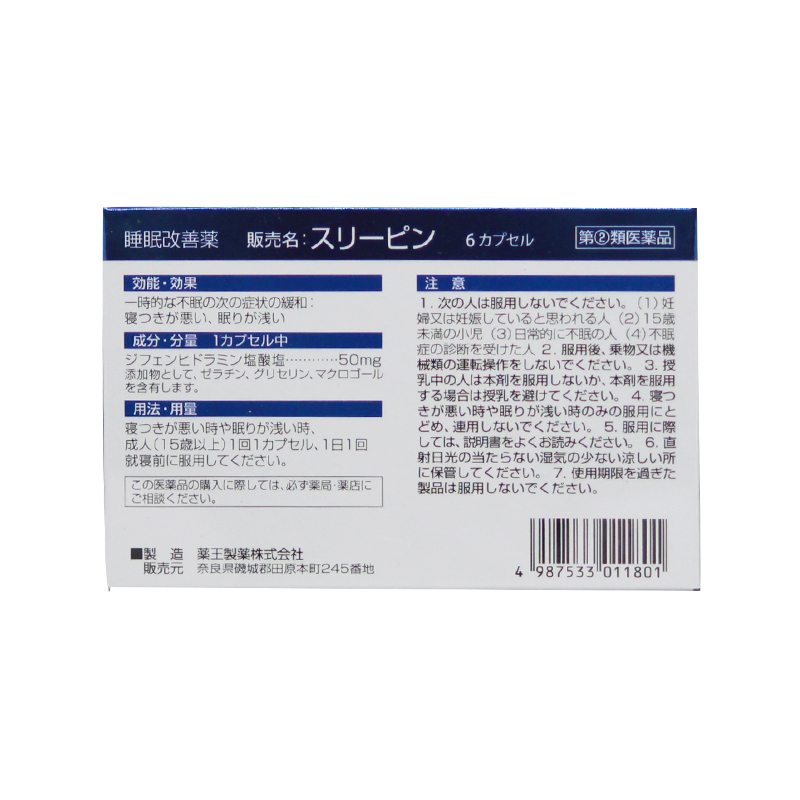 睡眠改善薬 販売名：スリーピン 6カプセル 第②類医薬品
効能・効果
一時的な不眠の次の症状の緩和：
寝つきが悪い、眠りが浅い
成分・分量 1カプセル中
ジフェンヒドラミン塩酸塩…………50mg
添加物として、ゼラチン、グリセリン、マクロゴール
を含有します。
用法・用量
寝つきが悪い時や眠りが浅い時、
成人（15歳以上）1回1カプセル、1日1回
就寝前に服用してください。
この医薬品の購入に際しては、必ず薬局・薬店に
ご相談ください。
■製 造 薬王製薬株式会社
販売元 奈良県磯城郡田原本町245番地
注 意
1. 次の人は服用しないでください。（1）妊
婦又は妊娠していると思われる人（2）15歳
未満の小児（3）日常的に不眠の人（4）不眠
症の診断を受けた人 2. 服用後、乗物又は機
械類の運転操作をしないでください。3. 授
乳中の人は本剤を服用しないか、本剤を服用
する場合は授乳を避けてください。4. 寝つ
きが悪い時や眠りが浅い時のみの服用にと
どめ、連用しないでください。5. 服用に際
しては、説明書をよくお読みください。6. 直
射日光の当たらない湿気の少ない涼しい所
に保管してください。7. 使用期限を過ぎた
製品は服用しないでください。
4 987533 011801